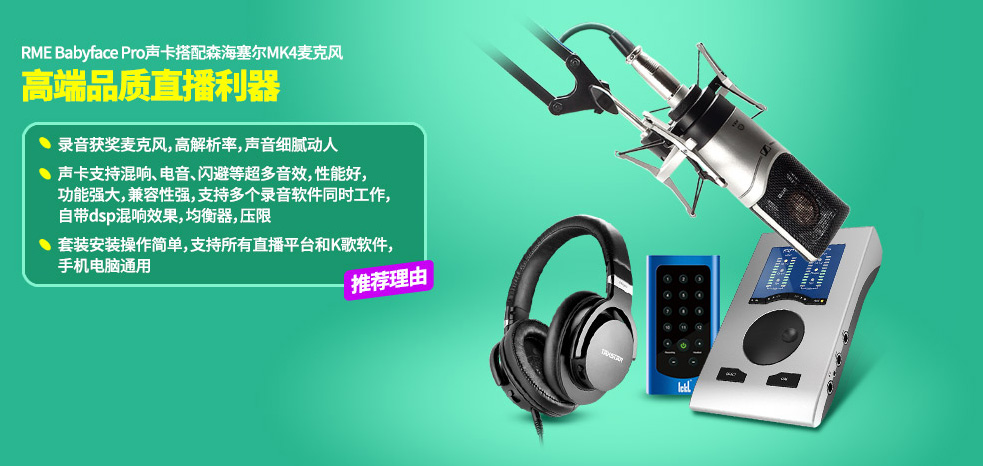 RME Babyface Pro声卡搭配森海塞尔MK4麦克风
高端品质直播利器
录音获奖麦克风,高解析率,声音细腻动人
声卡支持混响、电音、闪避等超多音效,性能好,
功能强大,兼容性强,支持多个录音软件同时工作,
自带dsp混响效果,均衡器,压限
套装安装操作简单,支持所有直播平台和K歌软件,
手机电脑通用
推荐理由
TAKSTAR
ickb